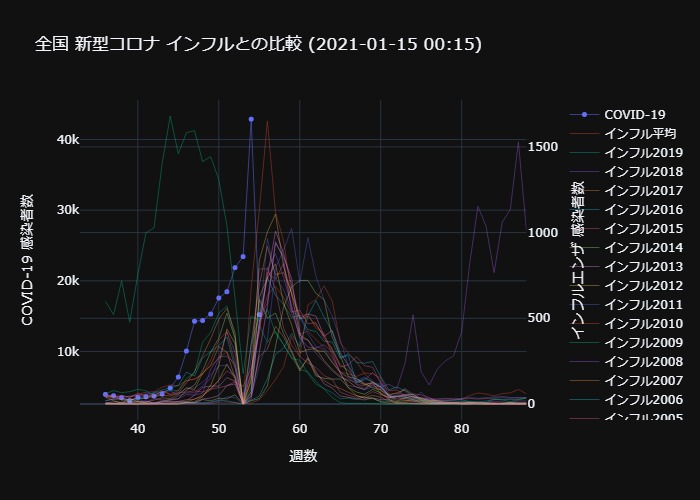 全国 新型コロナ インフルとの比較 (2021-01-15 00:15)
COVID-19 感染者数
40k
30k
20k
10k
40
50
60
70
80
週数
1500
1000
500
0
インフルエンザ 感染者数
COVID-19
インフル平均
インフル2019
インフル2018
インフル2017
インフル2016
インフル2015
インフル2014
インフル2013
インフル2012
インフル2011
インフル2010
インフル2009
インフル2008
インフル2007
インフル2006
インフル2005